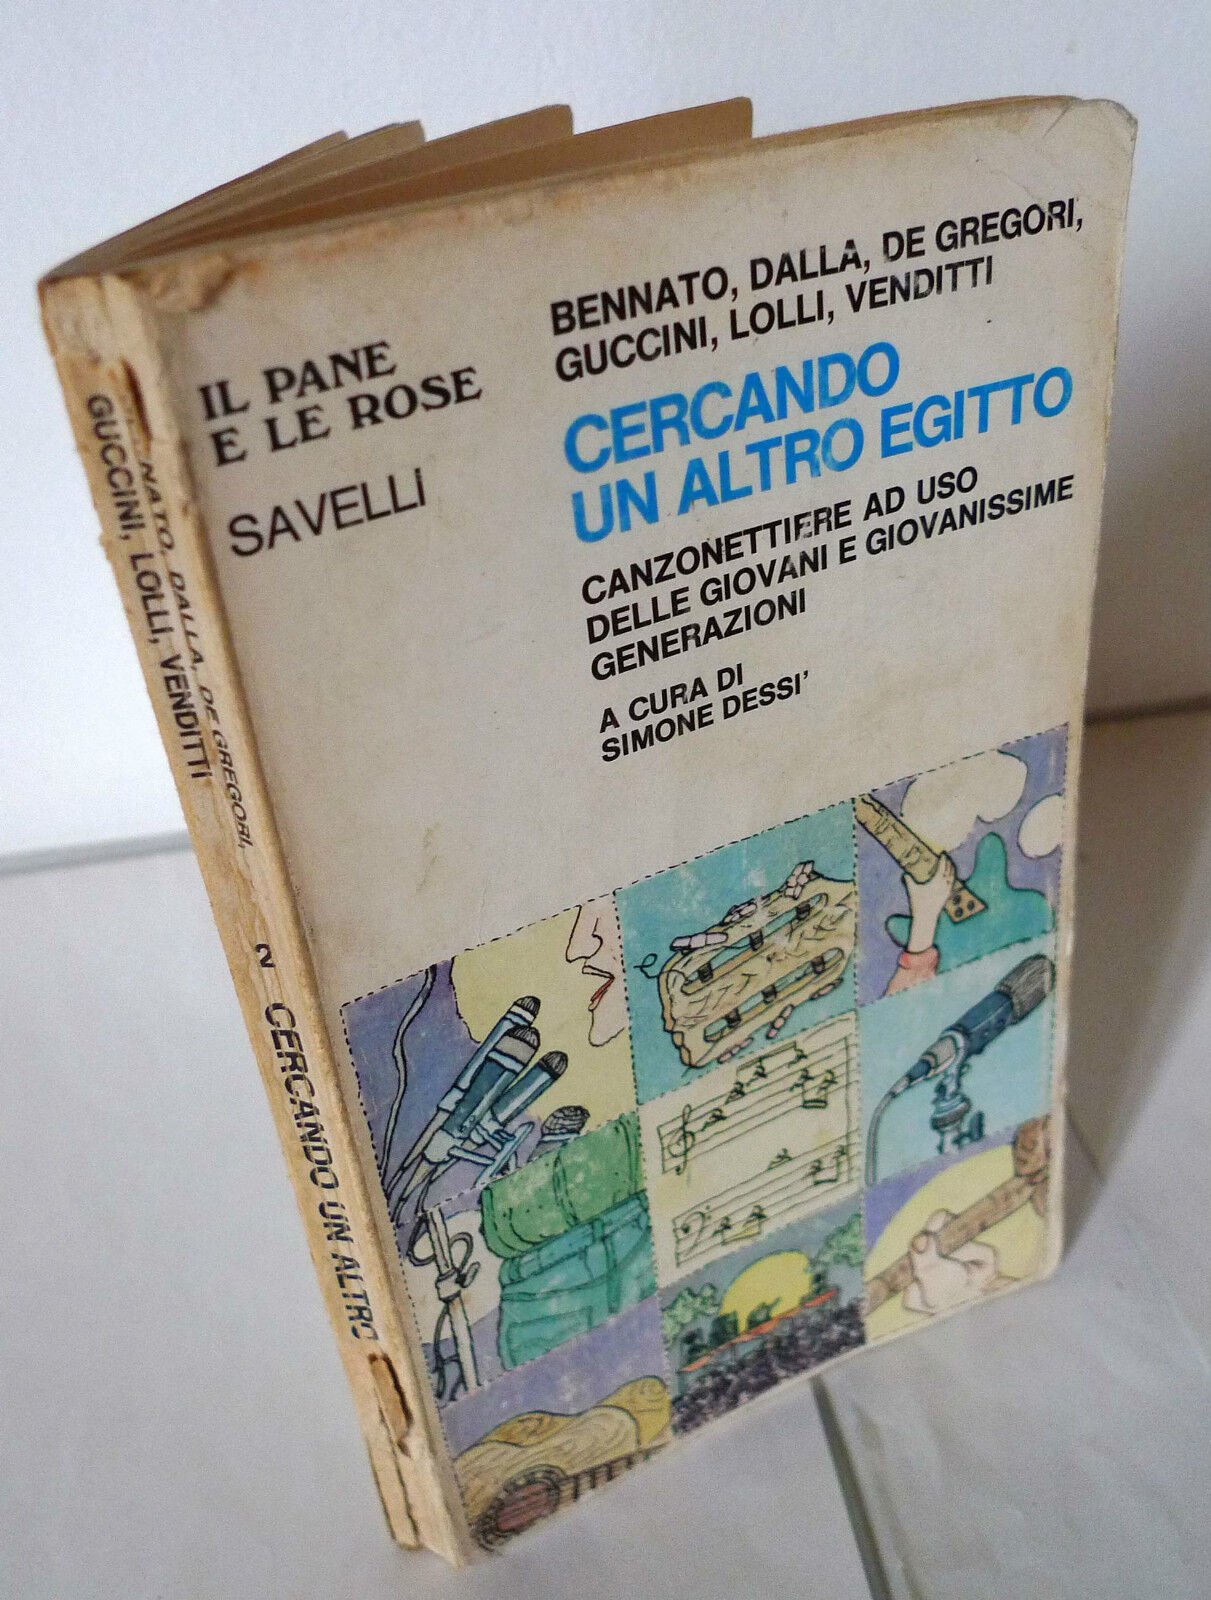 IL PANE
E LE ROSE
SAVELLI
BENNATO, DALLA, DE GREGORI,
GUCCINI, LOLLI, VENDITTI
CERCANDO
UN ALTRO EGITTO
CANZONETTIERE AD USO
DELLE GIOVANI E GIOVANISSIME
GENERAZIONI
A CURA DI
SIMONE DESSI'
NATO, DALLA, DE GREGORI,
GUCCINI, LOLLI, VENDITTI
2 CERCANDO UN ALTRO